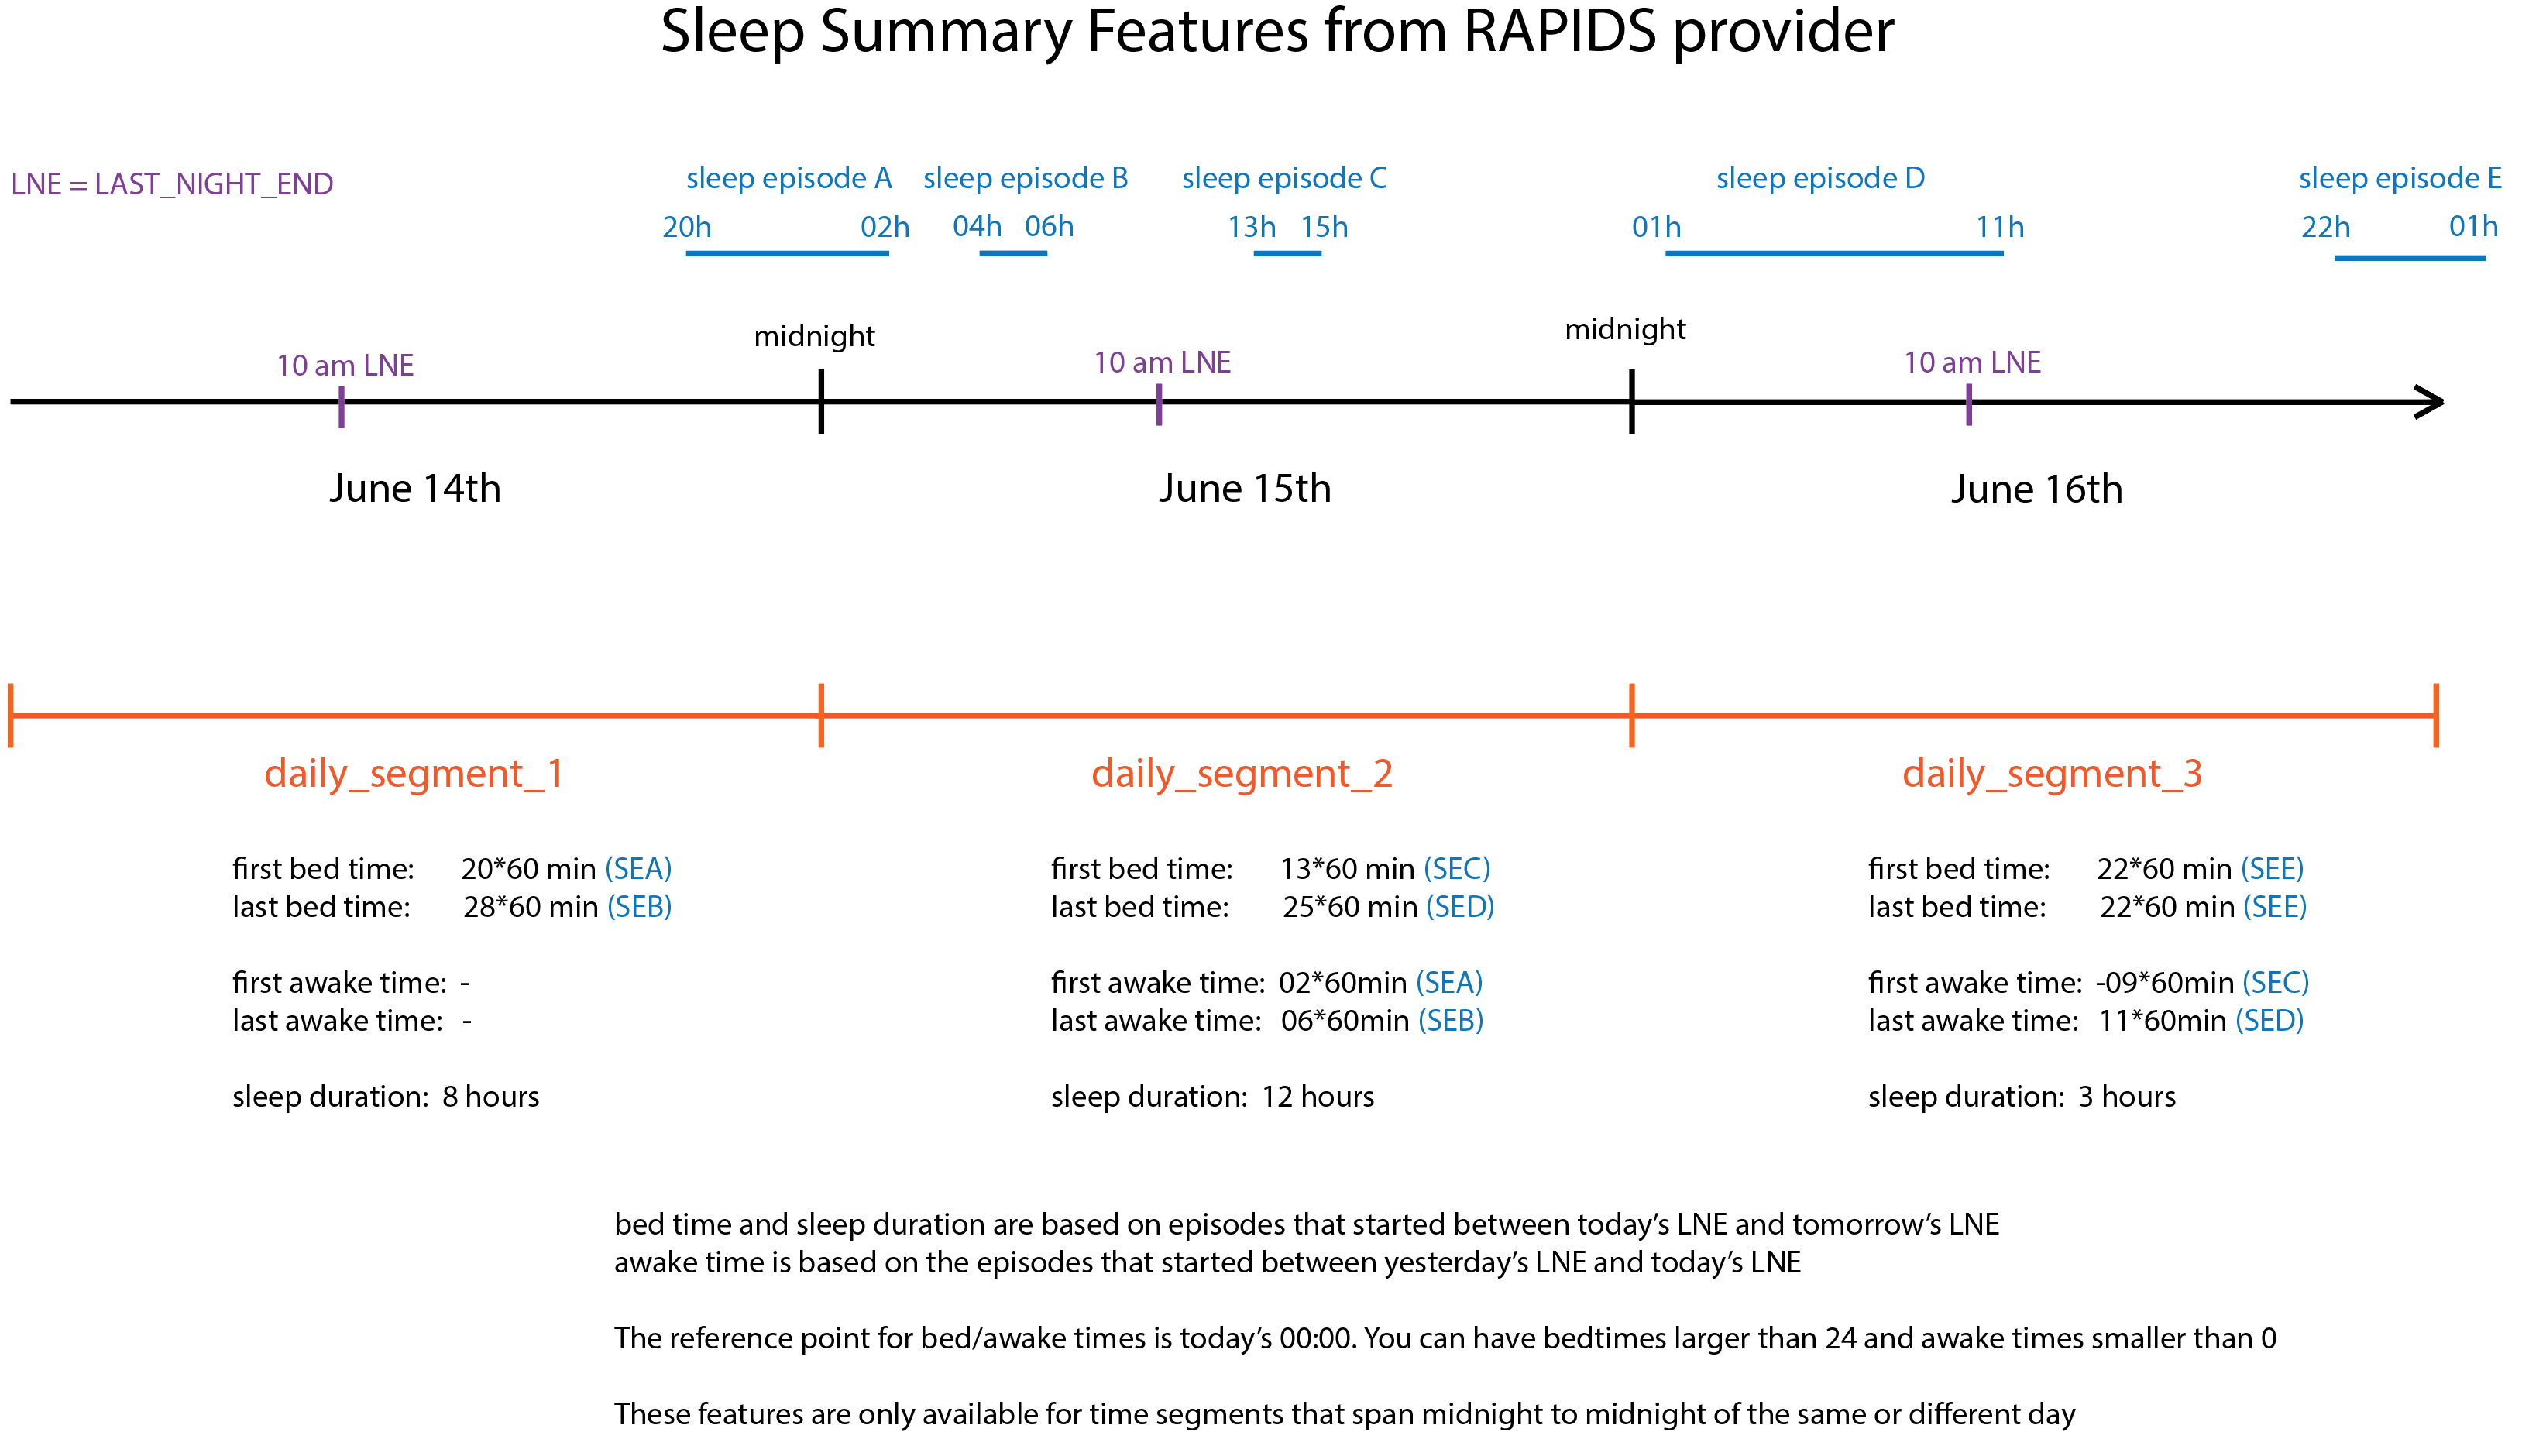 Sleep Summary Features from RAPIDS provider
LNE = LAST_NIGHT_END
sleep episode A
sleep episode B
sleep episode C
sleep episode D
sleep episode E
20h
02h
04h
06h
13h
15h
01h
11h
22h
01h
midnight
midnight
10 am LNE
10 am LNE
10 am LNE
June 14th
June 15th
June 16th
daily_segment_1
first bed time: 20*60 min (SEA)
last bed time: 28*60 min (SEB)
first awake time: -
last awake time: -
sleep duration: 8 hours
daily_segment_2
first bed time: 13*60 min (SEC)
last bed time: 25*60 min (SED)
first awake time: 02*60min (SEA)
last awake time: 06*60min (SEB)
sleep duration: 12 hours
daily_segment_3
first bed time: 22*60 min (SEE)
last bed time: 22*60 min (SEE)
first awake time: -09*60min (SEC)
last awake time: 11*60min (SED)
sleep duration: 3 hours
bed time and sleep duration are based on episodes that started between today’s LNE and tomorrow’s LNE
awake time is based on the episodes that started between yesterday’s LNE and today’s LNE
The reference point for bed/awake times is today’s 00:00. You can have bedtimes larger than 24 and awake times smaller than 0
These features are only available for time segments that span midnight to midnight of the same or different day